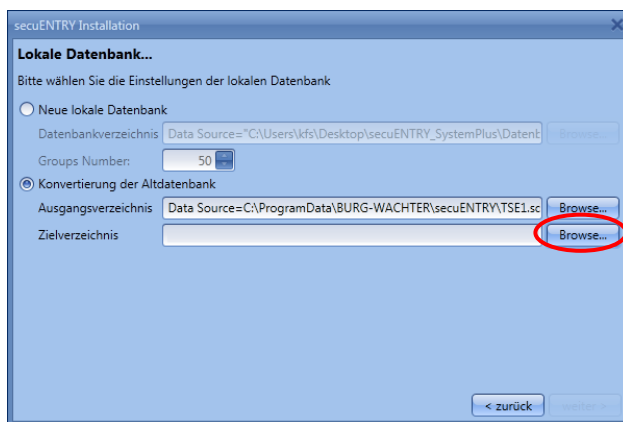 secuENTRY Installation
Lokale Datenbank...
Bitte wählen Sie die Einstellungen der lokalen Datenbank
Neue lokale Datenbank
Datenbankverzeichnis Data Source="C:\Users\kfs\Desktop\secuENTRY_SystemPlus\Datenb Browse...
Groups Number: 50
Konvertierung der Altdatenbank
Ausgangsverzeichnis Data Source=C:\ProgramData\BURG-WACHTER\secuENTRY\TSE1.sc Browse...
Zielverzeichnis Browse...
< zurück weiter >